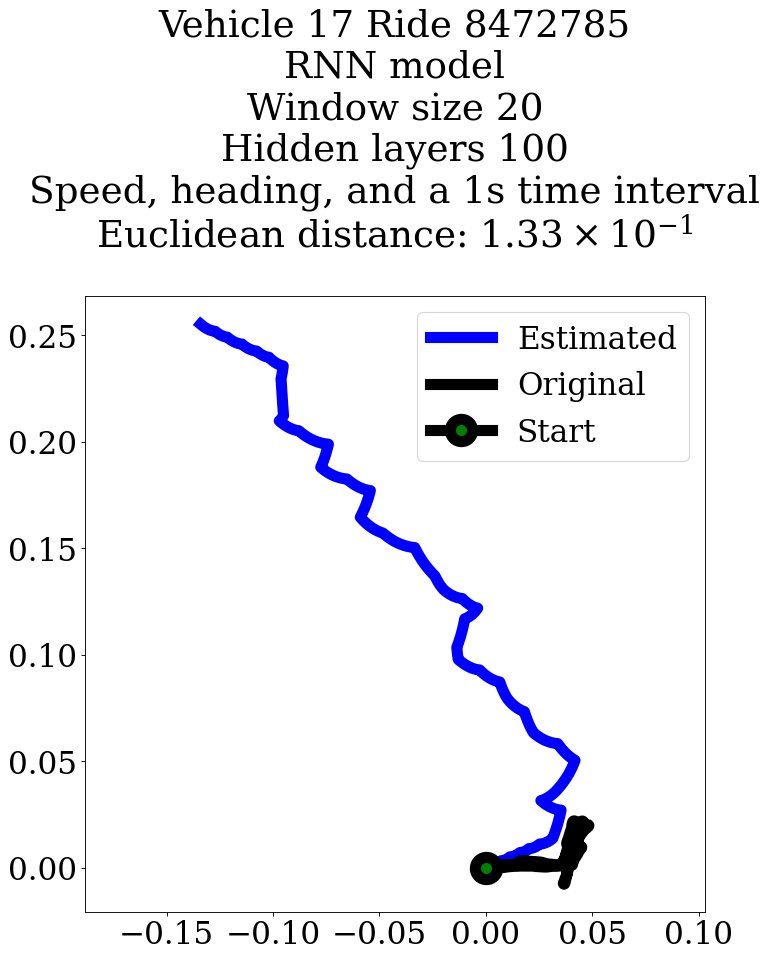 Vehicle 17 Ride 8472785
RNN model
Window size 20
Hidden layers 100
Speed, heading, and a 1s time interval
Euclidean distance: 1.33 × 10⁻¹
Estimated
Original
Start
0.25
0.20
0.15
0.10
0.05
0.00
−0.15 −0.10 −0.05 0.00 0.05 0.10